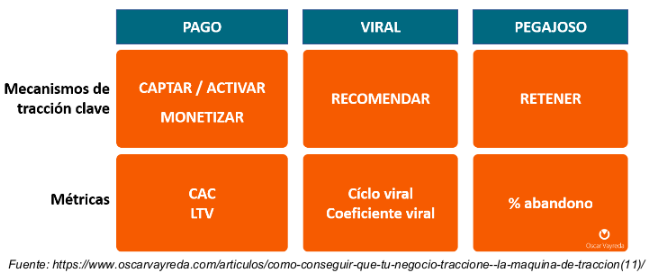 PAGO
VIRAL
PEGAJOSO
Mecanismos de
tracción clave
CAPTAR / ACTIVAR
MONETIZAR
RECOMENDAR
RETENER
Métricas
CAC
LTV
Cíclo viral
Coeficiente viral
% abandono
Oscar Vayreda
Fuente: https://www.oscarvayreda.com/articulos/como-conseguir-que-tu-negocio-traccione--la-maquina-de-traccion(11)/